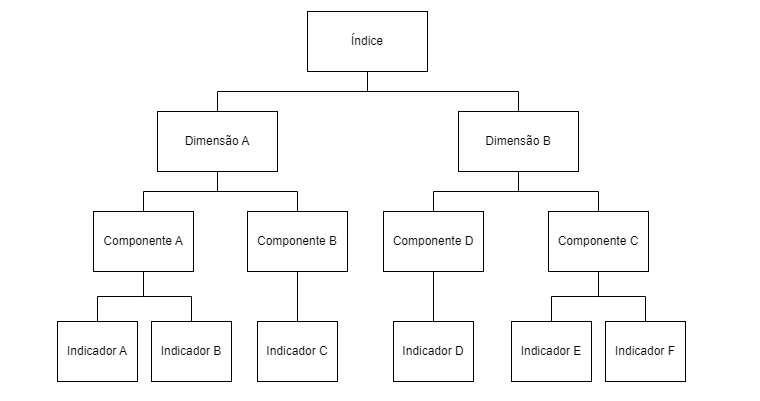 Índice
Dimensão A
Dimensão B
Componente A
Componente B
Componente D
Componente C
Indicador A
Indicador B
Indicador C
Indicador D
Indicador E
Indicador F